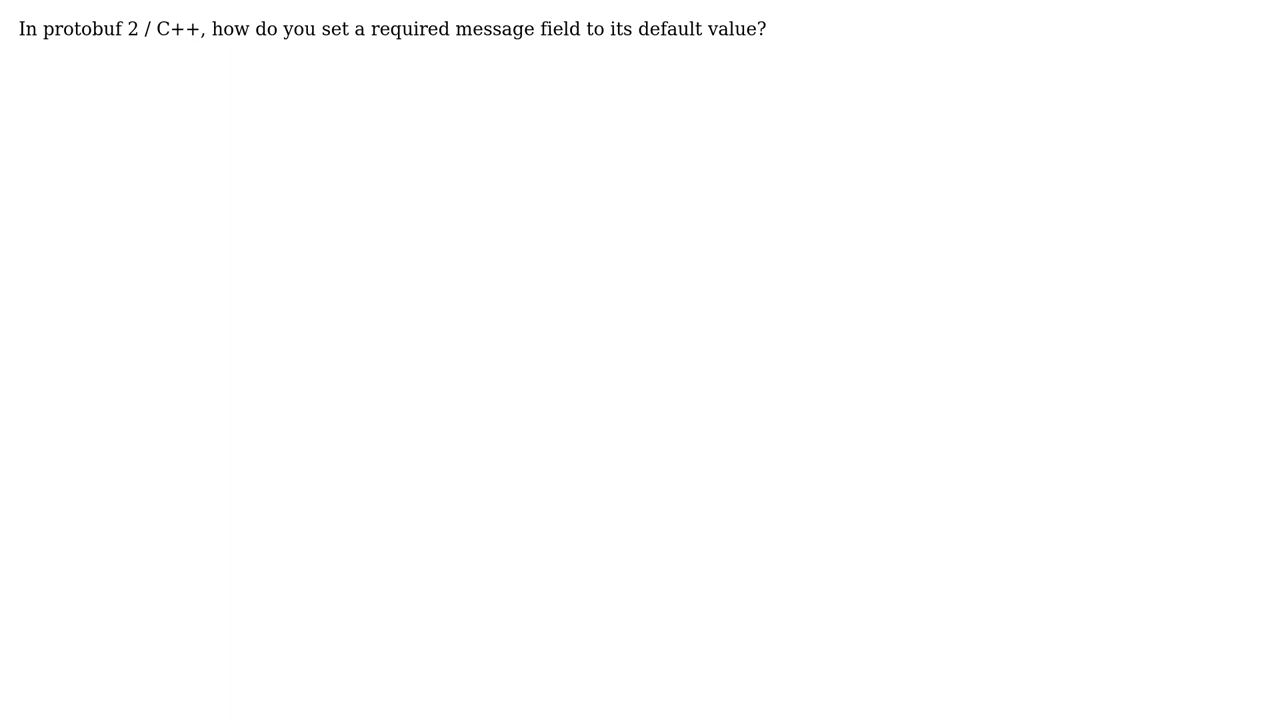 In protobuf 2 / C++, how do you set a required message field to its default value?